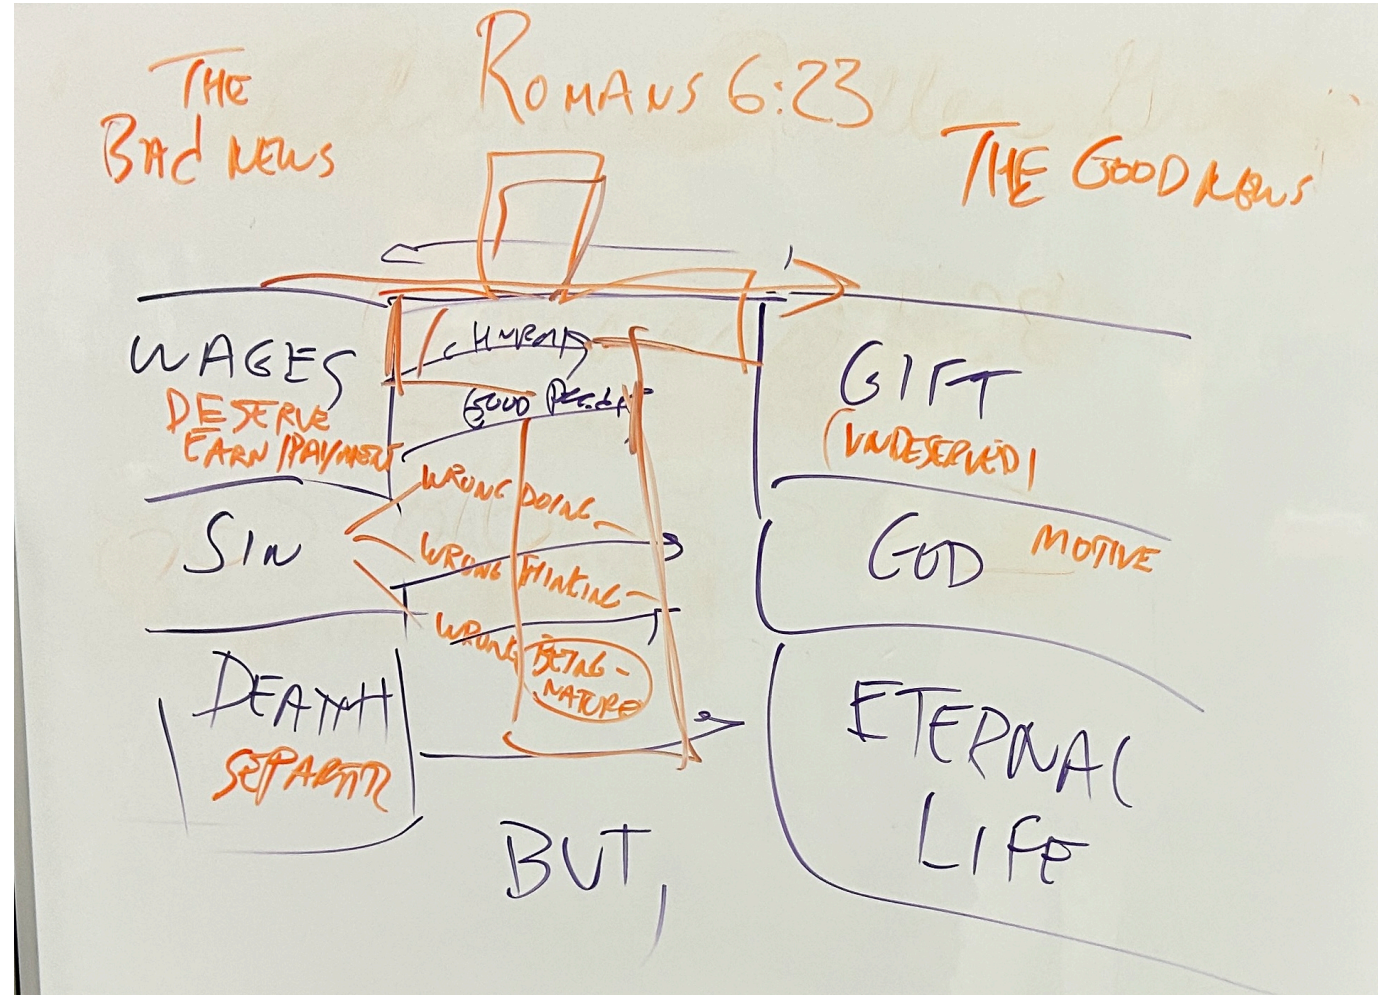 THE
BAd NEWS
ROMANS 6:23
THE GOOD NEWS
WAGES
DESERVE
EARN/PAYMENT
CHURCH
GOOD
SIN
WRONG DOING
WRONG THINKING
WRONG BEING-
NATURE
DEATH
GIFT
(UNDESERVED)
GOD MOTIVE
ETERNAL
LIFE
BUT,